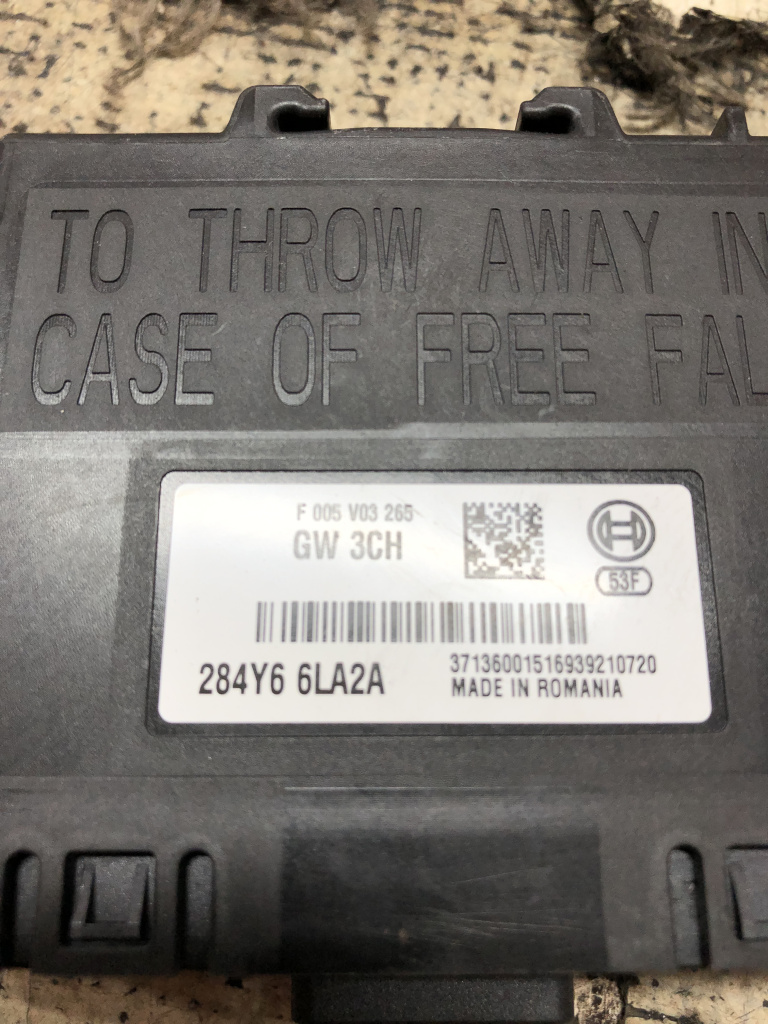 TO THROW AWAY IN
CASE OF FREE FAL
F 005 V03 265
GW 3CH
53F
284Y6 6LA2A
37136001516939210720
MADE IN ROMANIA